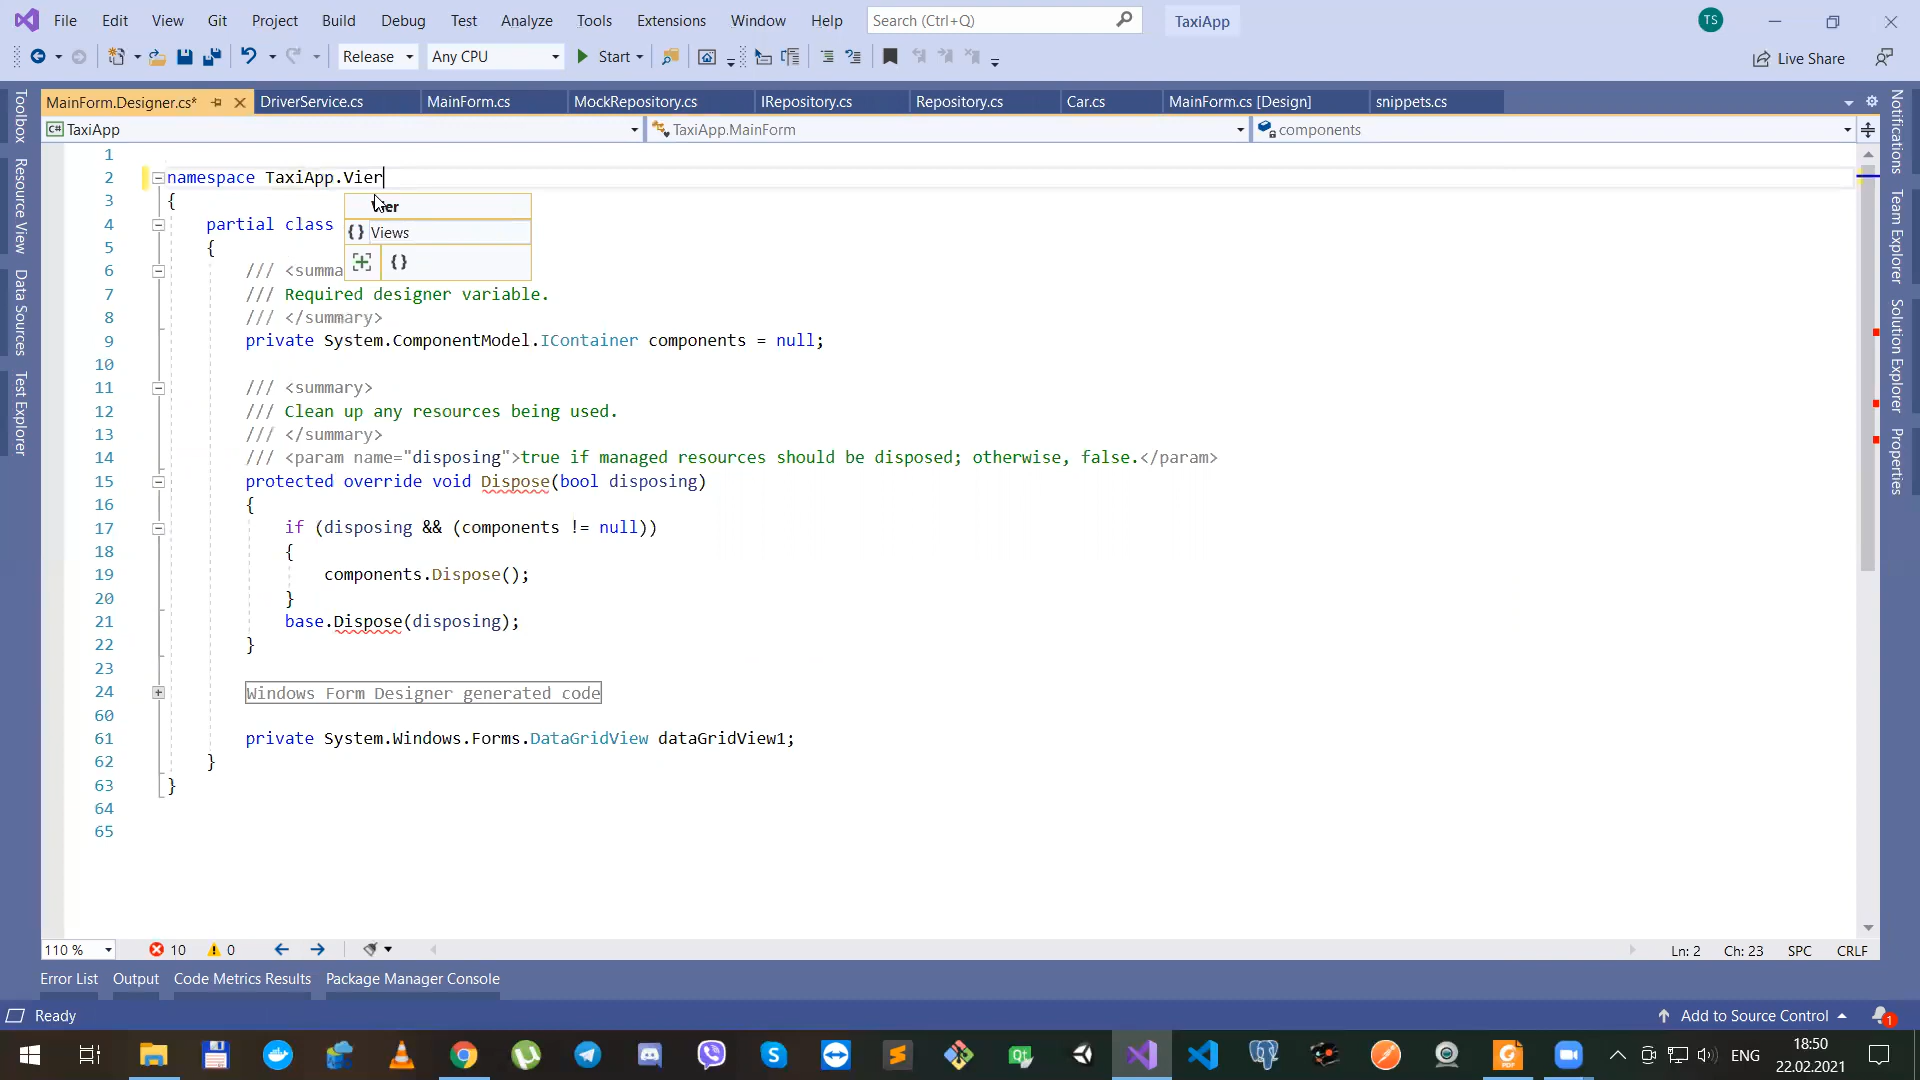 File Edit View Git Project Build Debug Test Analyze Tools Extensions Window Help Search (Ctrl+Q) TaxiApp TS
Release Any CPU Start Live Share
MainForm.Designer.cs* DriverService.cs MainForm.cs MockRepository.cs IRepository.cs Repository.cs Car.cs MainForm.cs [Design] snippets.cs
C# TaxiApp TaxiApp.MainForm components
Toolbox
Resource View
Data Sources
Test Explorer
1
2 namespace TaxiApp.Vier
3 {
4 partial class
5 {
6 /// <summa
7 /// Required designer variable.
8 /// </summary>
9 private System.ComponentModel.IContainer components = null;
10
11 /// <summary>
12 /// Clean up any resources being used.
13 /// </summary>
14 /// <param name="disposing">true if managed resources should be disposed; otherwise, false.</param>
15 protected override void Dispose(bool disposing)
16 {
17 if (disposing && (components != null))
18 {
19 components.Dispose();
20 }
21 base.Dispose(disposing);
22 }
23
24 Windows Form Designer generated code
60
61 private System.Windows.Forms.DataGridView dataGridView1;
62 }
63 }
64
65
{} Views
{}
Notifications
Team Explorer
Solution Explorer
Properties
110 % 10 0 Ln: 2 Ch: 23 SPC CRLF
Error List Output Code Metrics Results Package Manager Console
Ready Add to Source Control 1
ENG 18:50
22.02.2021